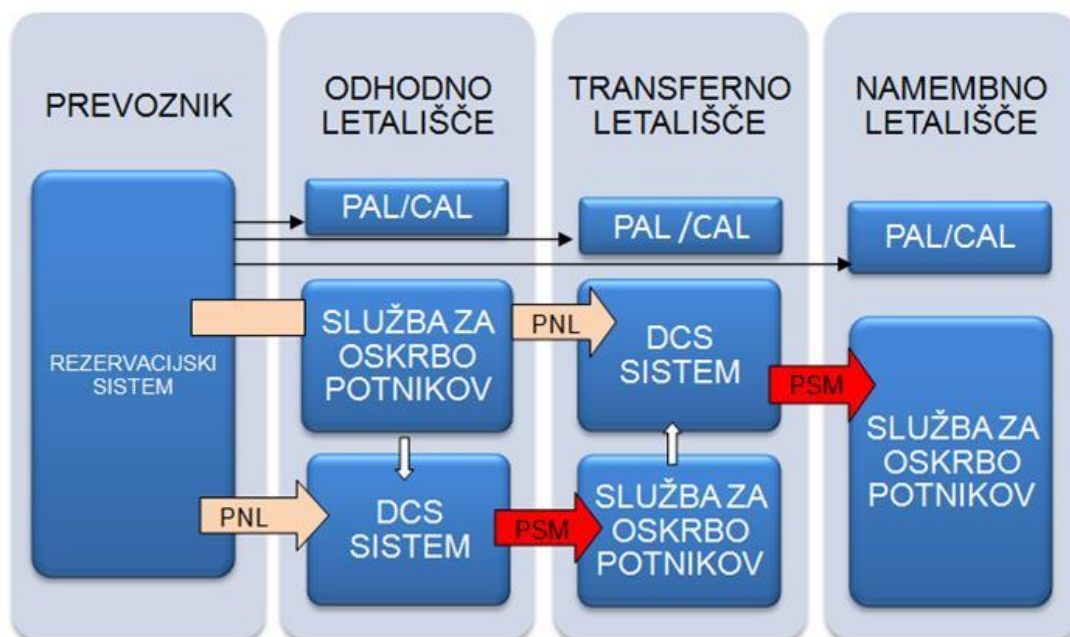 PREVOZNIK
REZERVACIJSKI
SISTEM
ODHODNO
LETALIŠČE
PAL/CAL
SLUŽBA ZA
OSKRBO
POTNIKOV
PNL
DCS
SISTEM
TRANSFERNO
LETALIŠČE
PAL /CAL
PNL
DCS
SISTEM
PSM
SLUŽBA ZA
OSKRBO
POTNIKOV
NAMEMBNO
LETALIŠČE
PAL/CAL
PSM
SLUŽBA ZA
OSKRBO
POTNIKOV